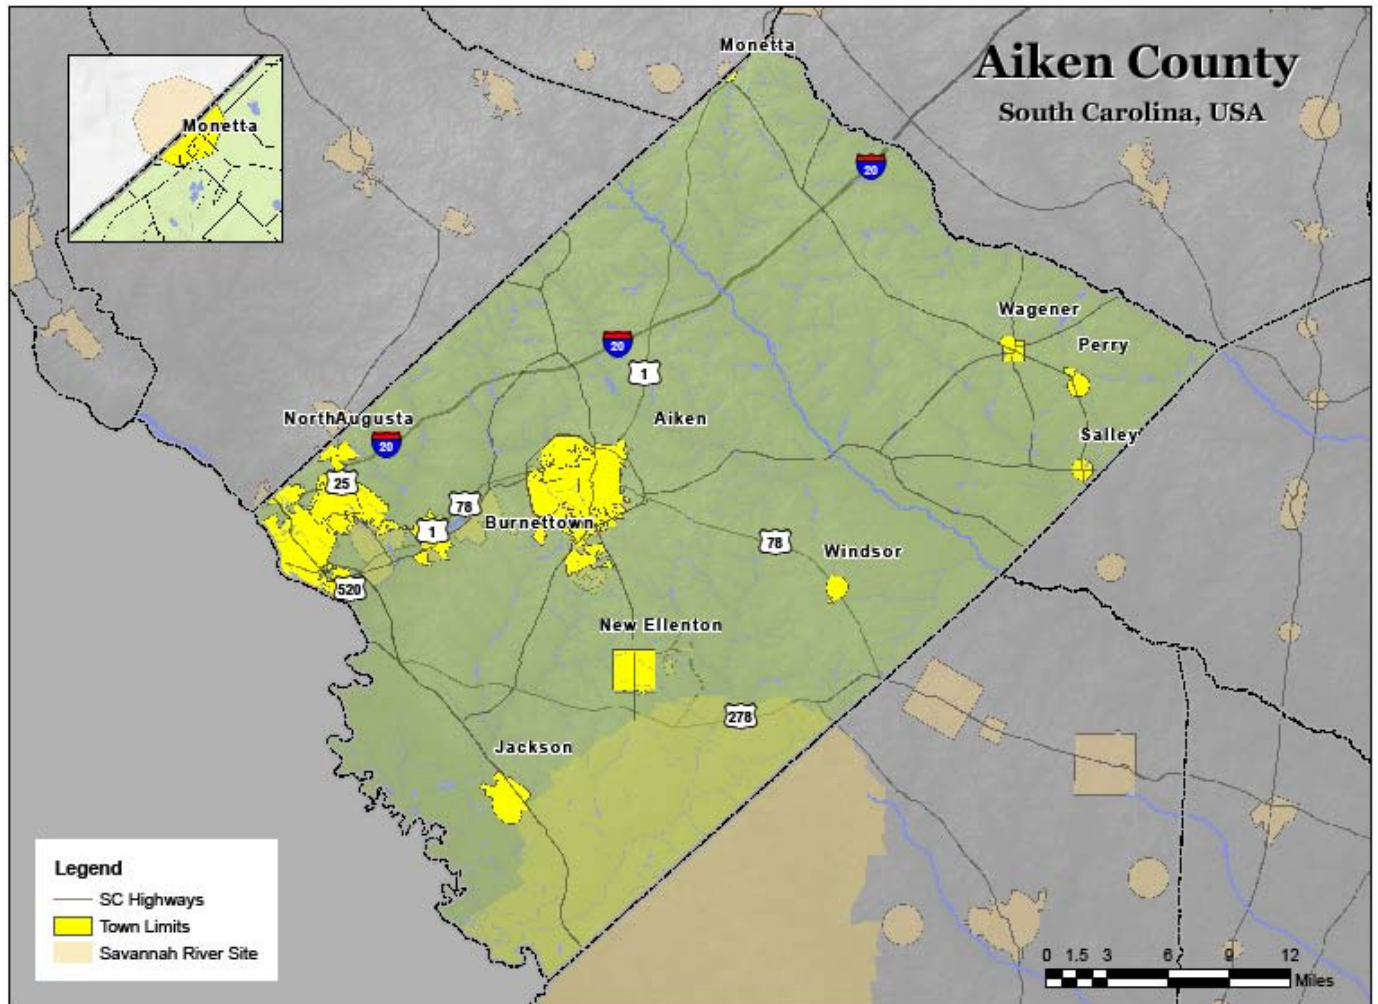 Aiken County
South Carolina, USA
Monetta
Monetta
20
Wagener
Perry
20
1
NorthAugusta
Aiken
20
Salley
25
78
1
Burnettown
78
Windsor
520
New Ellenton
278
Jackson
Legend
SC Highways
Town Limits
Savannah River Site
0 1.5 3 6 9 12
Miles